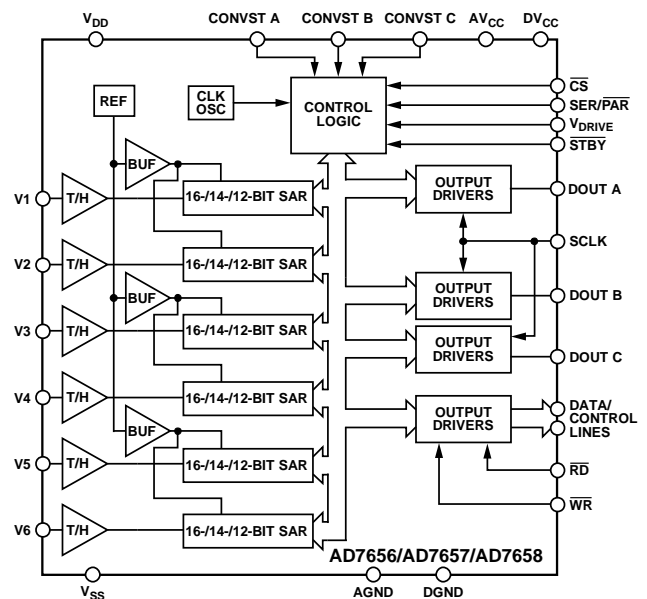 CONVST A CONVST B CONVST C AVCC DVCC
VDD
REF
CLK
OSC
CONTROL
LOGIC
CS
SER/PAR
VDRIVE
STBY
BUF
V1 T/H 16-/14-/12-BIT SAR
OUTPUT
DRIVERS
DOUT A
SCLK
V2 T/H 16-/14-/12-BIT SAR
BUF
OUTPUT
DRIVERS
DOUT B
V3 T/H 16-/14-/12-BIT SAR
OUTPUT
DRIVERS
DOUT C
V4 T/H 16-/14-/12-BIT SAR
OUTPUT
DRIVERS
DATA/
CONTROL
LINES
BUF
V5 T/H 16-/14-/12-BIT SAR
RD
WR
V6 T/H 16-/14-/12-BIT SAR
AD7656/AD7657/AD7658
VSS
AGND DGND